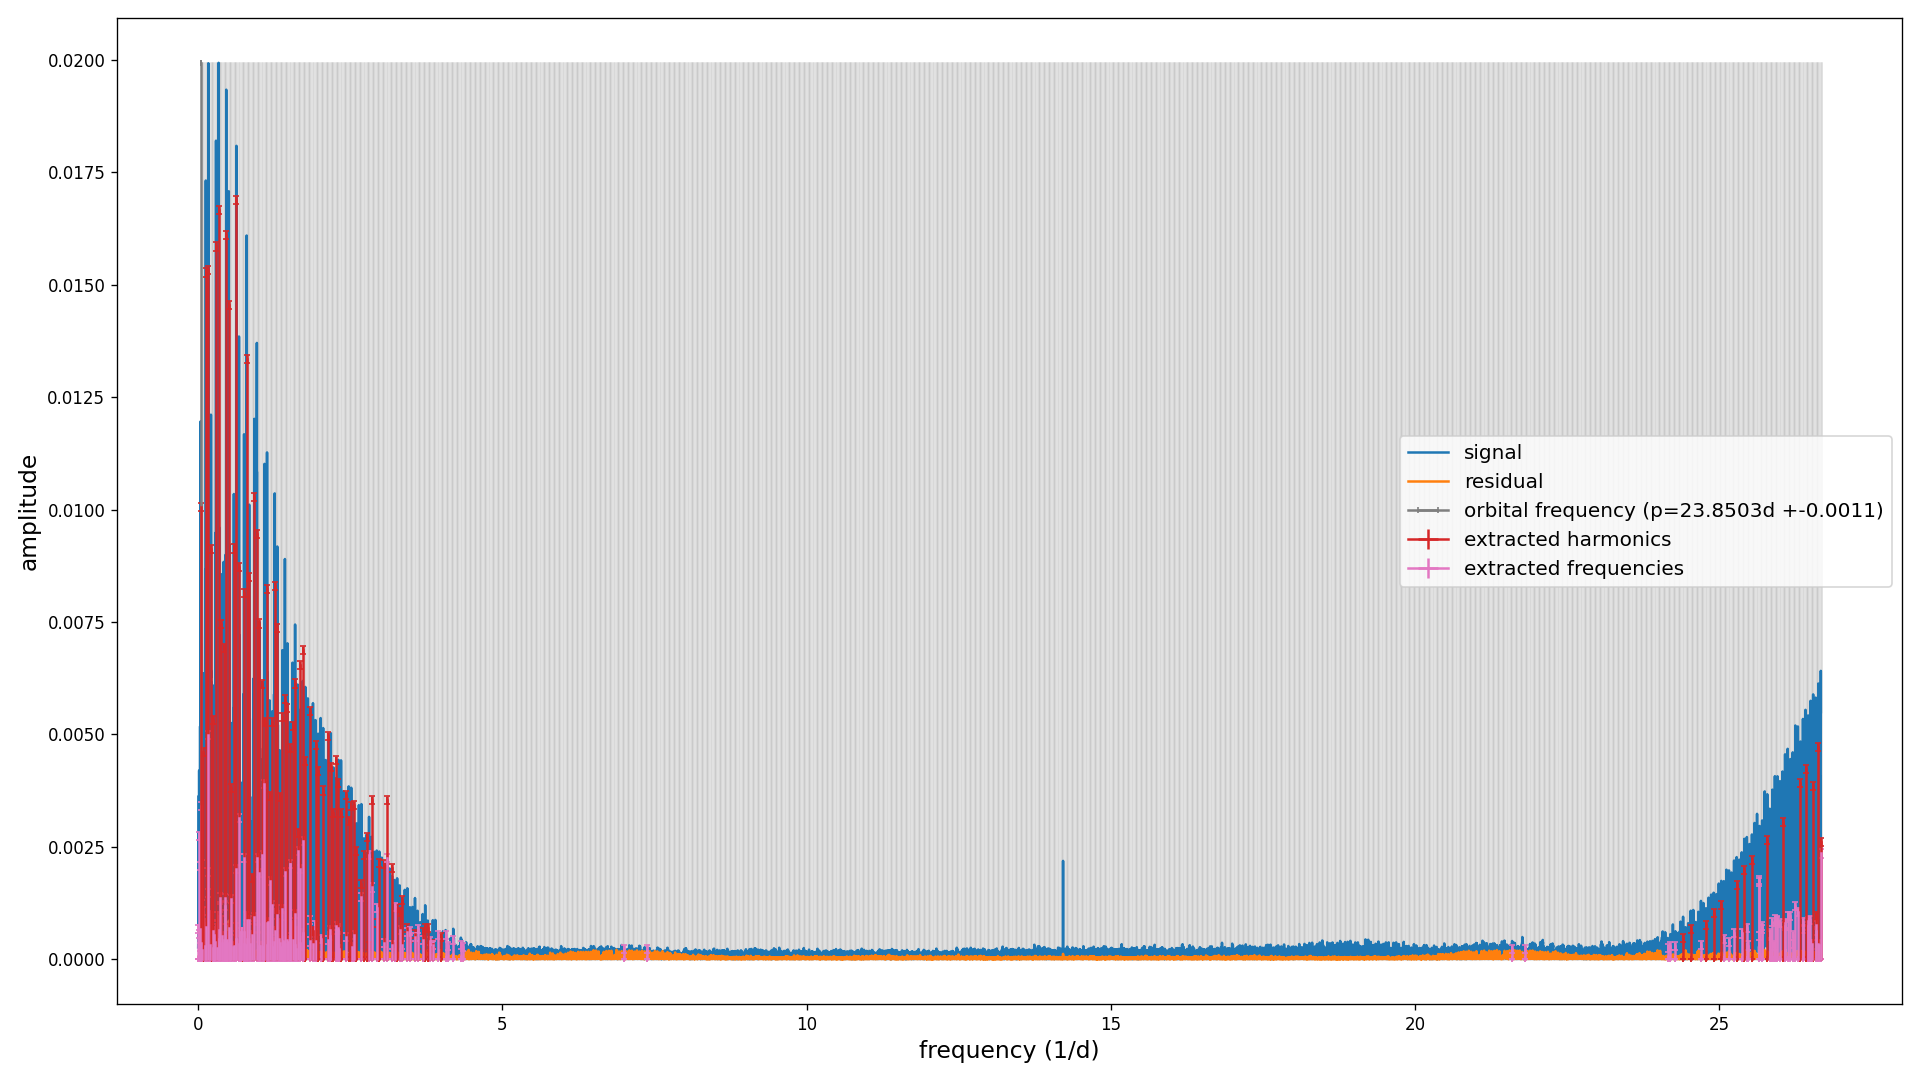 0.0200
0.0175
0.0150
0.0125
0.0100
0.0075
0.0050
0.0025
0.0000
amplitude
signal
residual
orbital frequency (p=23.8503d +-0.0011)
extracted harmonics
extracted frequencies
0 5 10 15 20 25
frequency (1/d)